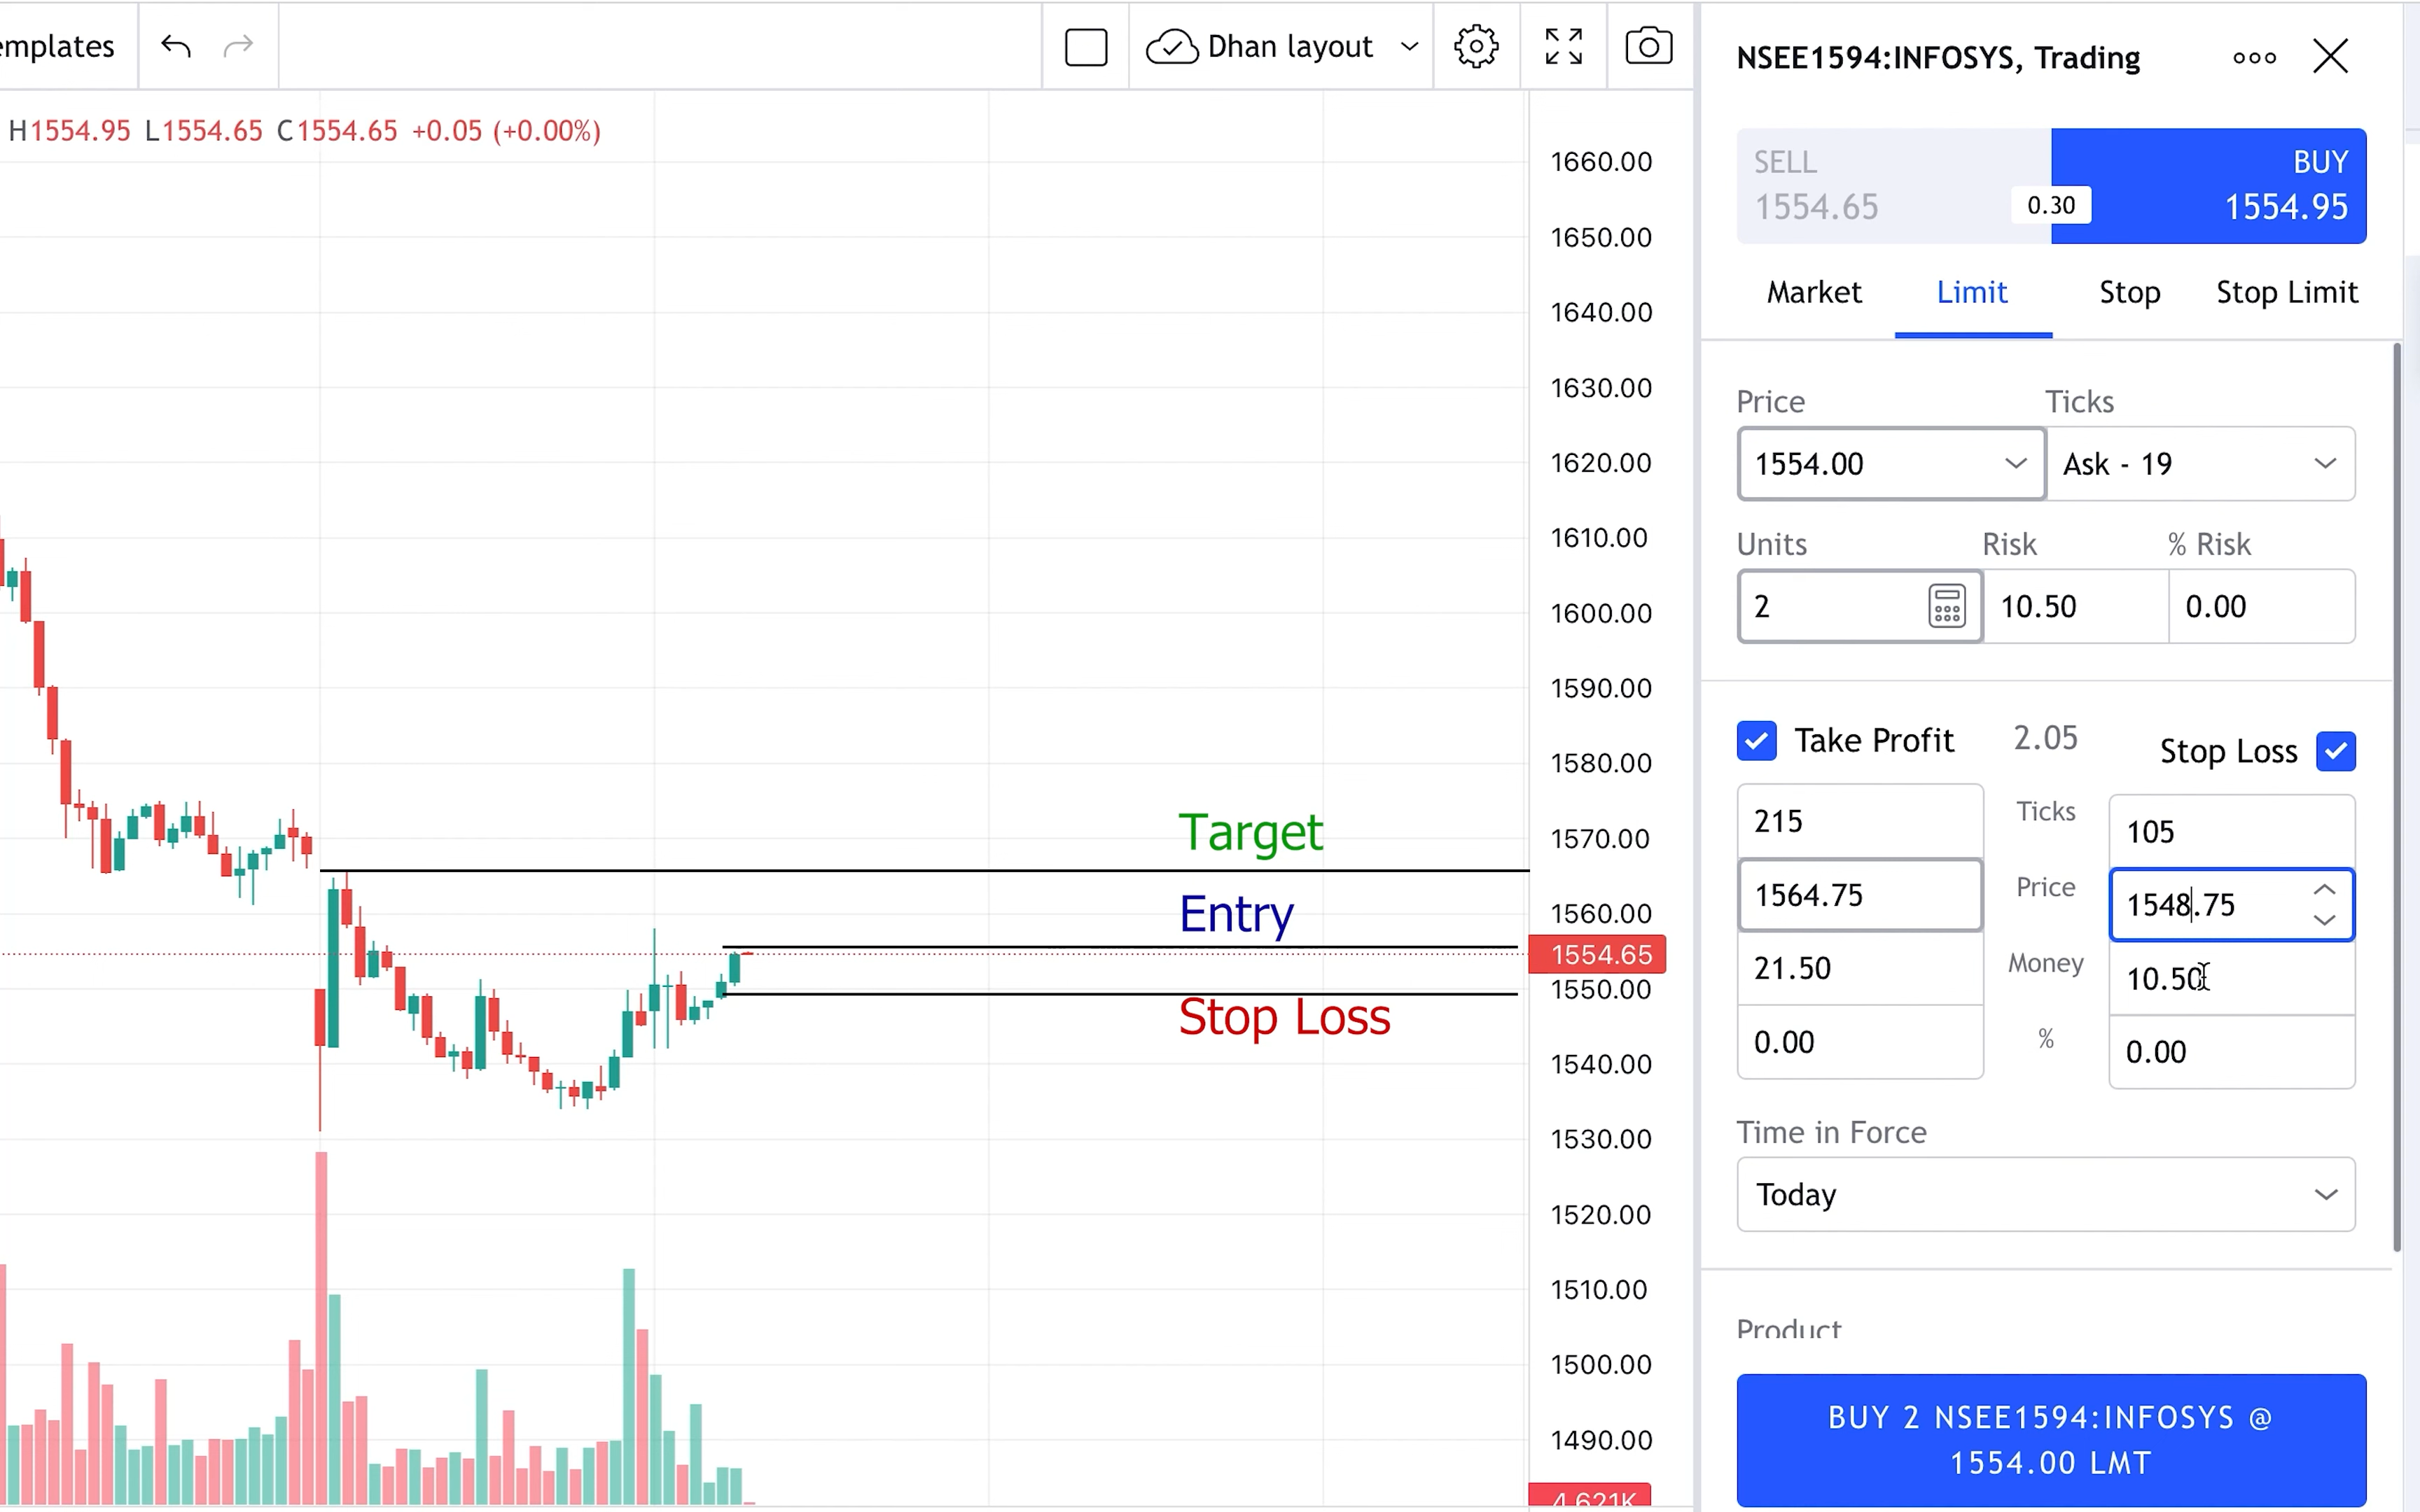 emplates
Dhan layout
NSEE1594:INFOSYS, Trading
H1554.95 L1554.65 C1554.65 +0.05 (+0.00%)
SELL
1554.65
0.30
BUY
1554.95
Market Limit Stop Stop Limit
Price Ticks
1554.00 Ask - 19
Units Risk % Risk
2 10.50 0.00
Take Profit 2.05 Stop Loss
215 Ticks 105
1564.75 Price 1548.75
21.50 Money 10.50
0.00 % 0.00
Time in Force
Today
Product
BUY 2 NSEE1594:INFOSYS @
1554.00 LMT
1660.00
1650.00
1640.00
1630.00
1620.00
1610.00
1600.00
1590.00
1580.00
1570.00
1560.00
1554.65
1550.00
1540.00
1530.00
1520.00
1510.00
1500.00
1490.00
4.621K
Target
Entry
Stop Loss